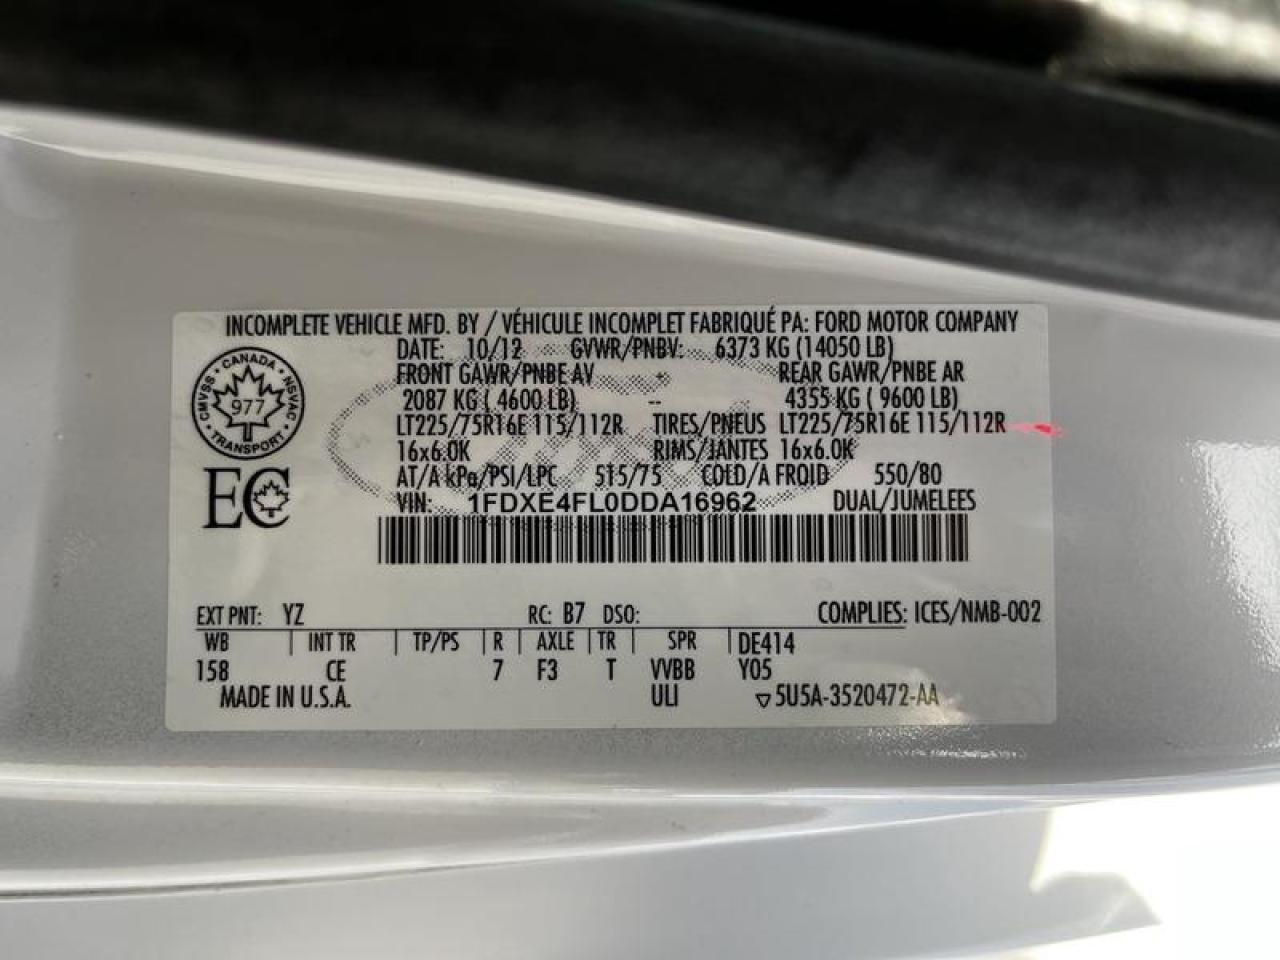 INCOMPLETE VEHICLE MFD. BY / VÉHICULE INCOMPLET FABRIQUÉ PA: FORD MOTOR COMPANY
DATE: 10/12 GVWR/PNBV: 6373 KG (14050 LB)
FRONT GAWR/PNBE AV REAR GAWR/PNBE AR
2087 KG ( 4600 LB) -- 4355 KG ( 9600 LB)
LT225/75R16E 115/112R TIRES/PNEUS LT225/75R16E 115/112R
16x6.0K RIMS/JANTES 16x6.0K
AT/A kPa/PSI/LPC 515/75 COLD/A FROID 550/80
VIN: 1FDXE4FL0DDA16962 DUAL/JUMELEES
CANADA
CMVSS 977 NSVAC
TRANSPORT
EC
EXT PNT: YZ RC: B7 DSO: COMPLIES: ICES/NMB-002
WB | INT TR | TP/PS | R | AXLE | TR | SPR | DE414
158 CE 7 F3 T VVBB Y05
MADE IN U.S.A. ULI ▽5U5A-3520472-AA